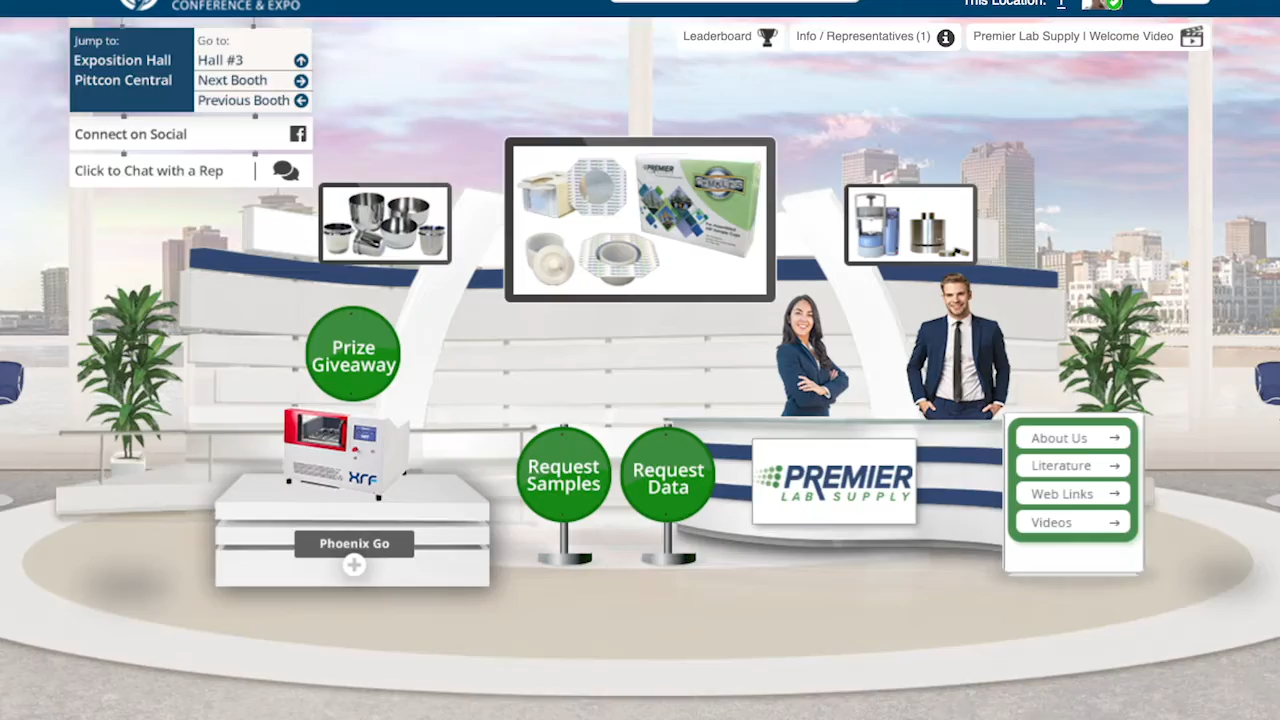 CONFERENCE & EXPO
This Location: 1
Leaderboard
Info / Representatives (1)
Premier Lab Supply | Welcome Video
Jump to:
Exposition Hall
Pittcon Central
Go to:
Hall #3
Next Booth
Previous Booth
Connect on Social
Click to Chat with a Rep
PREMIER
Prize
Giveaway
XRF
Phoenix Go
Request
Samples
Request
Data
PREMIER
LAB SUPPLY
About Us
Literature
Web Links
Videos